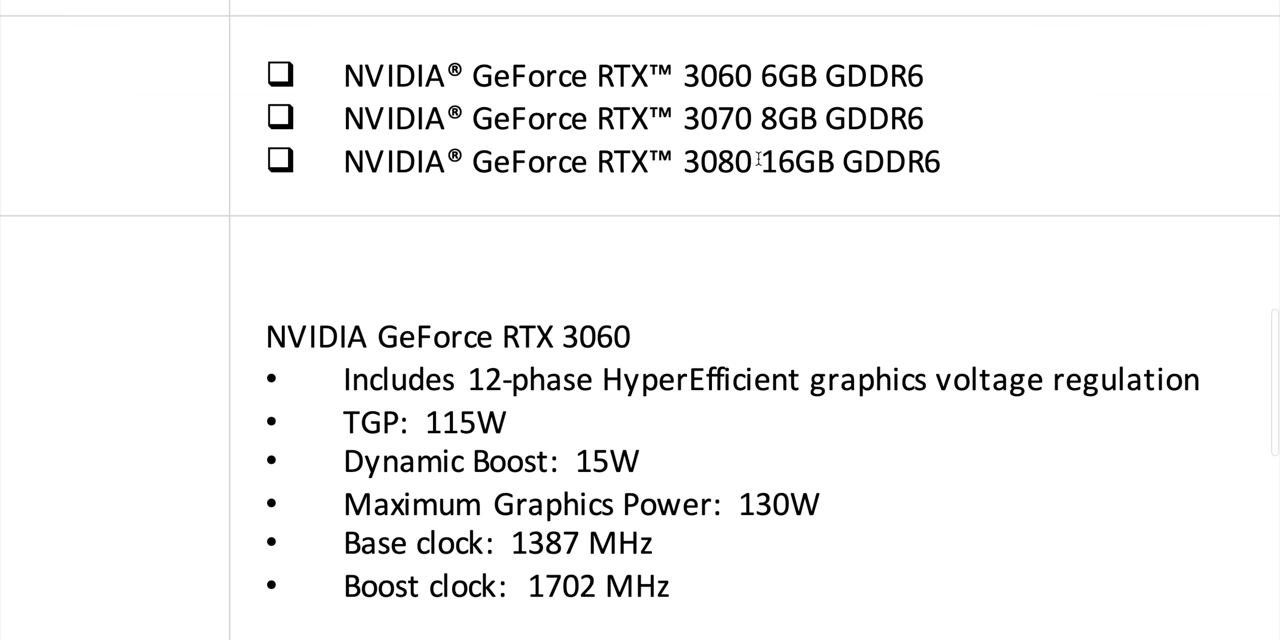 ❑ NVIDIA® GeForce RTX™ 3060 6GB GDDR6
❑ NVIDIA® GeForce RTX™ 3070 8GB GDDR6
❑ NVIDIA® GeForce RTX™ 3080 16GB GDDR6
NVIDIA GeForce RTX 3060
• Includes 12-phase HyperEfficient graphics voltage regulation
• TGP: 115W
• Dynamic Boost: 15W
• Maximum Graphics Power: 130W
• Base clock: 1387 MHz
• Boost clock: 1702 MHz